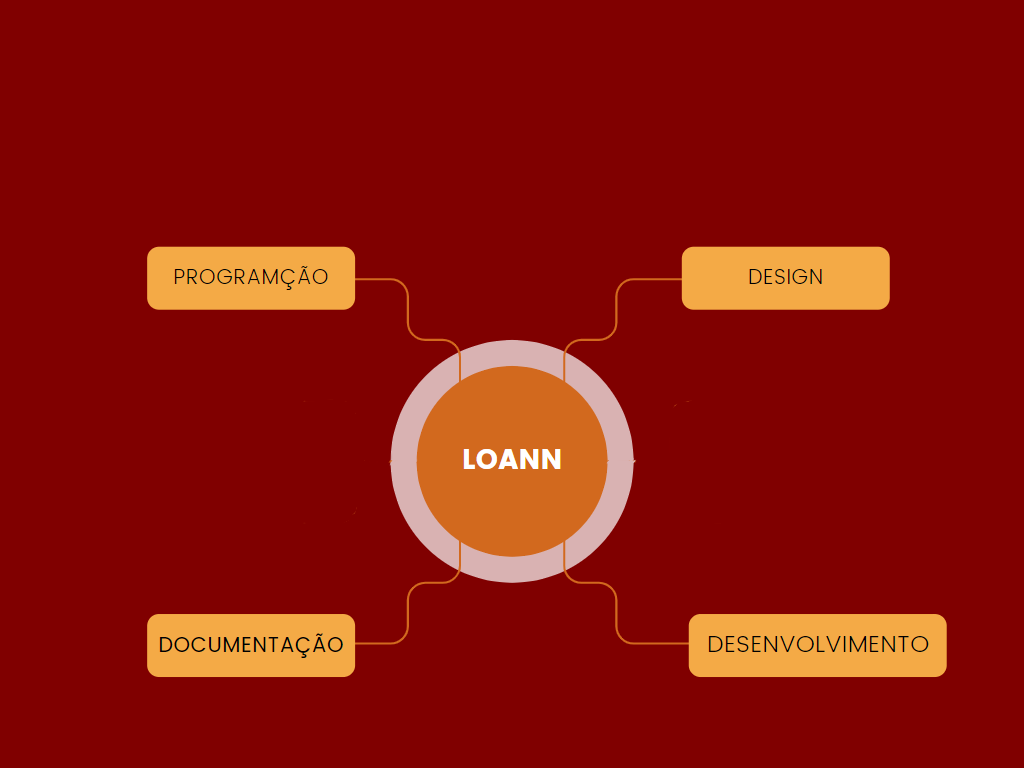 PROGRAMÇÃO
DESIGN
LOANN
DOCUMENTAÇÃO
DESENVOLVIMENTO